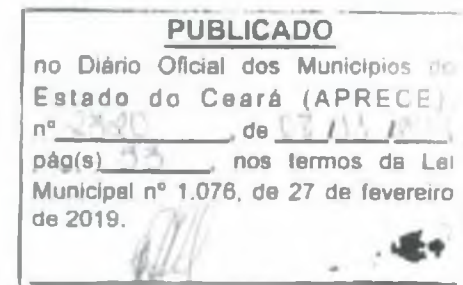 PUBLICADO
no Diário Oficial dos Municípios do
Estado do Ceará (APRECE)
nº , de / /
pág(s) , nos termos da Lei
Municipal nº 1.076, de 27 de fevereiro
de 2019.